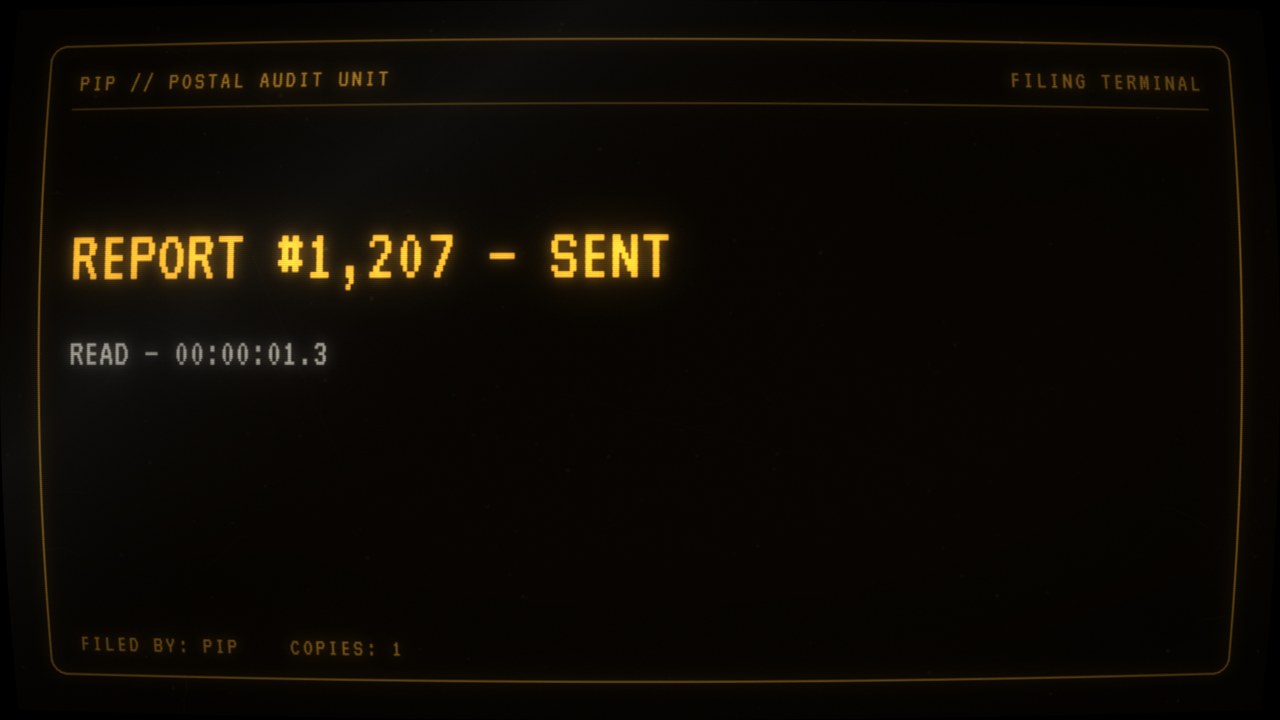 PIP // POSTAL AUDIT UNIT
FILING TERMINAL
REPORT #1,207 – SENT
READ – 00:00:01.3
FILED BY: PIP
COPIES: 1